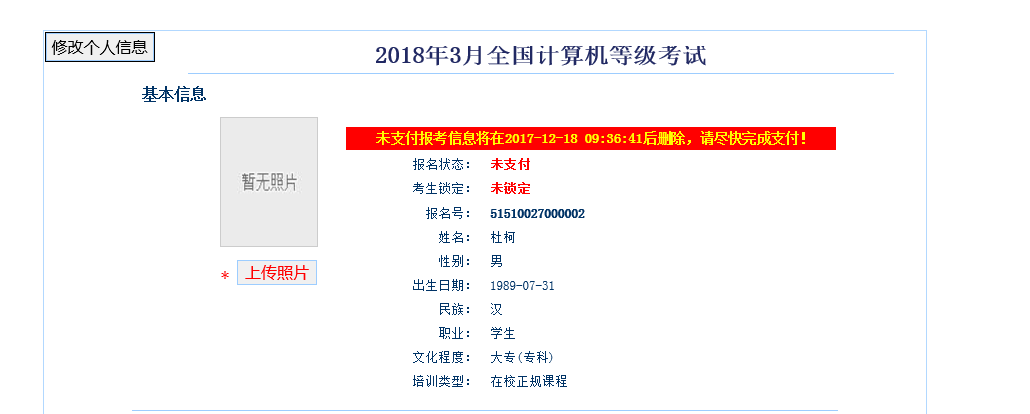 修改个人信息
2018年3月全国计算机等级考试
基本信息
暂无照片
* 上传照片
未支付报考信息将在2017-12-18 09:36:41后删除，请尽快完成支付！
报名状态： 未支付
考生锁定： 未锁定
报名号： 51510027000002
姓名： 杜柯
性别： 男
出生日期： 1989-07-31
民族： 汉
职业： 学生
文化程度： 大专(专科)
培训类型： 在校正规课程